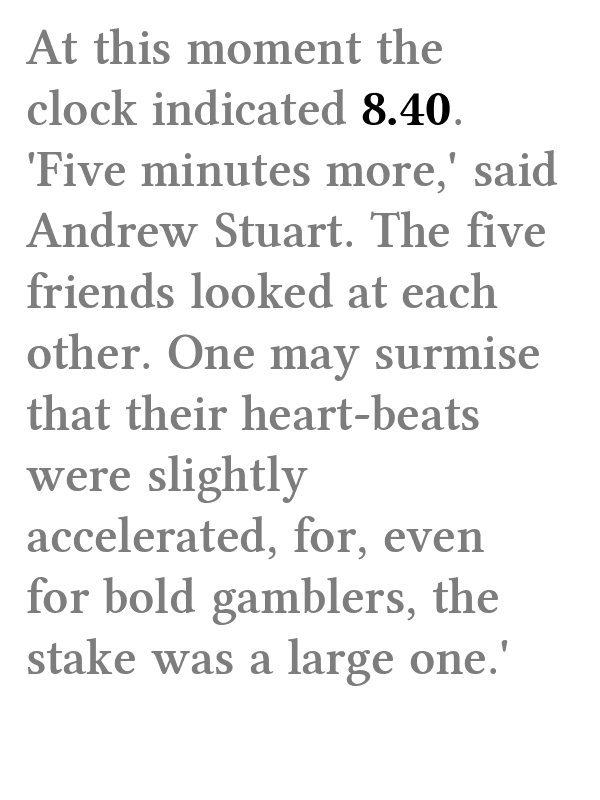 At this moment the
clock indicated 8.40.
'Five minutes more,' said
Andrew Stuart. The five
friends looked at each
other. One may surmise
that their heart-beats
were slightly
accelerated, for, even
for bold gamblers, the
stake was a large one.'